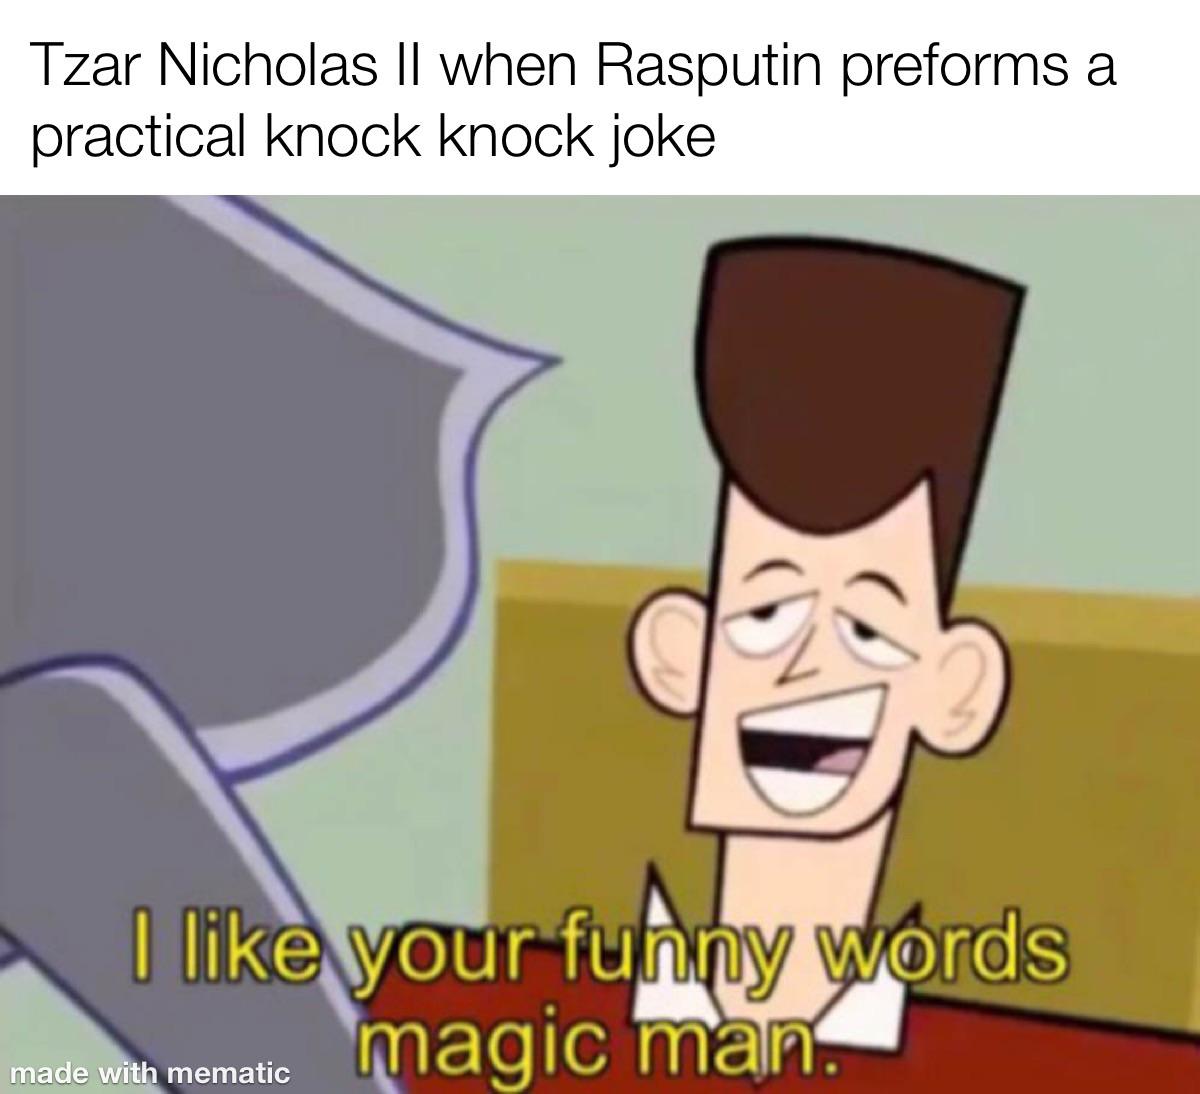 Tzar Nicholas II when Rasputin preforms a
practical knock knock joke
I like your funny words
magic man.
made with mematic